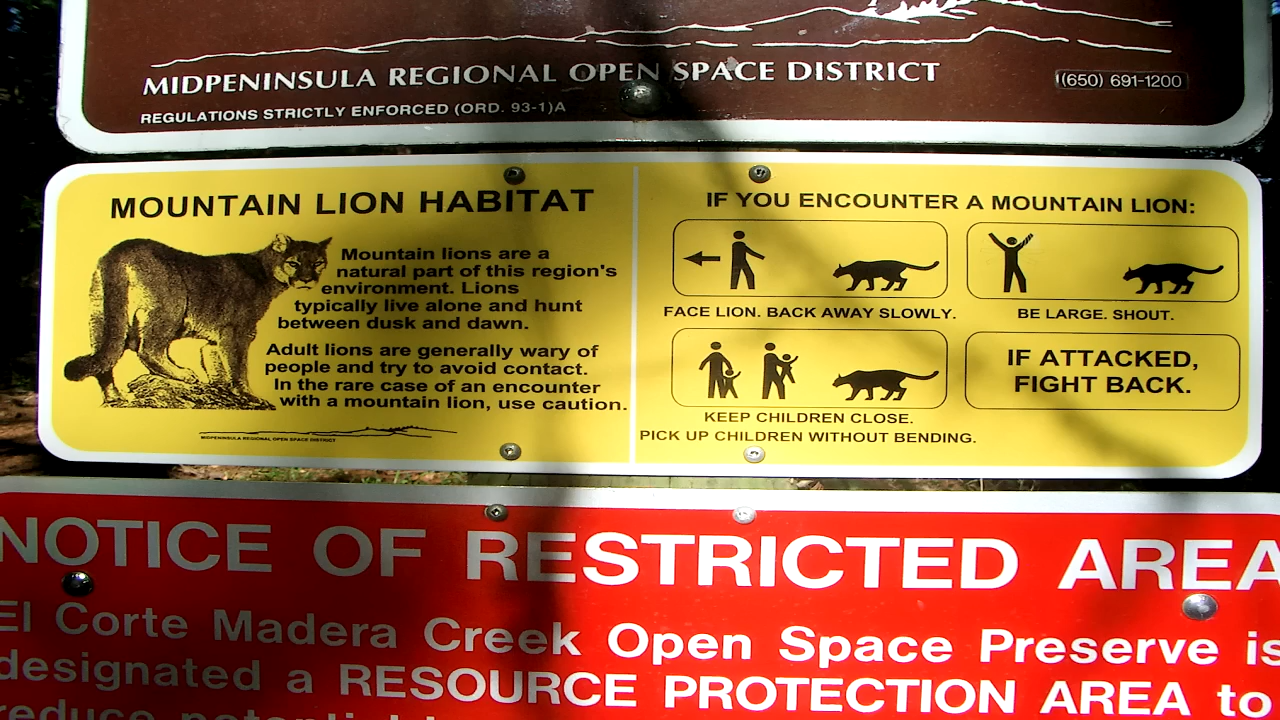 MIDPENINSULA REGIONAL OPEN SPACE DISTRICT
(650) 691-1200
REGULATIONS STRICTLY ENFORCED (ORD. 93-1)A
MOUNTAIN LION HABITAT
Mountain lions are a
natural part of this region's
environment. Lions
typically live alone and hunt
between dusk and dawn.
Adult lions are generally wary of
people and try to avoid contact.
In the rare case of an encounter
with a mountain lion, use caution.
MIDPENINSULA REGIONAL OPEN SPACE DISTRICT
IF YOU ENCOUNTER A MOUNTAIN LION:
FACE LION. BACK AWAY SLOWLY.
BE LARGE. SHOUT.
KEEP CHILDREN CLOSE.
PICK UP CHILDREN WITHOUT BENDING.
IF ATTACKED,
FIGHT BACK.
NOTICE OF RESTRICTED AREA
El Corte Madera Creek Open Space Preserve is
designated a RESOURCE PROTECTION AREA to
reduce potential